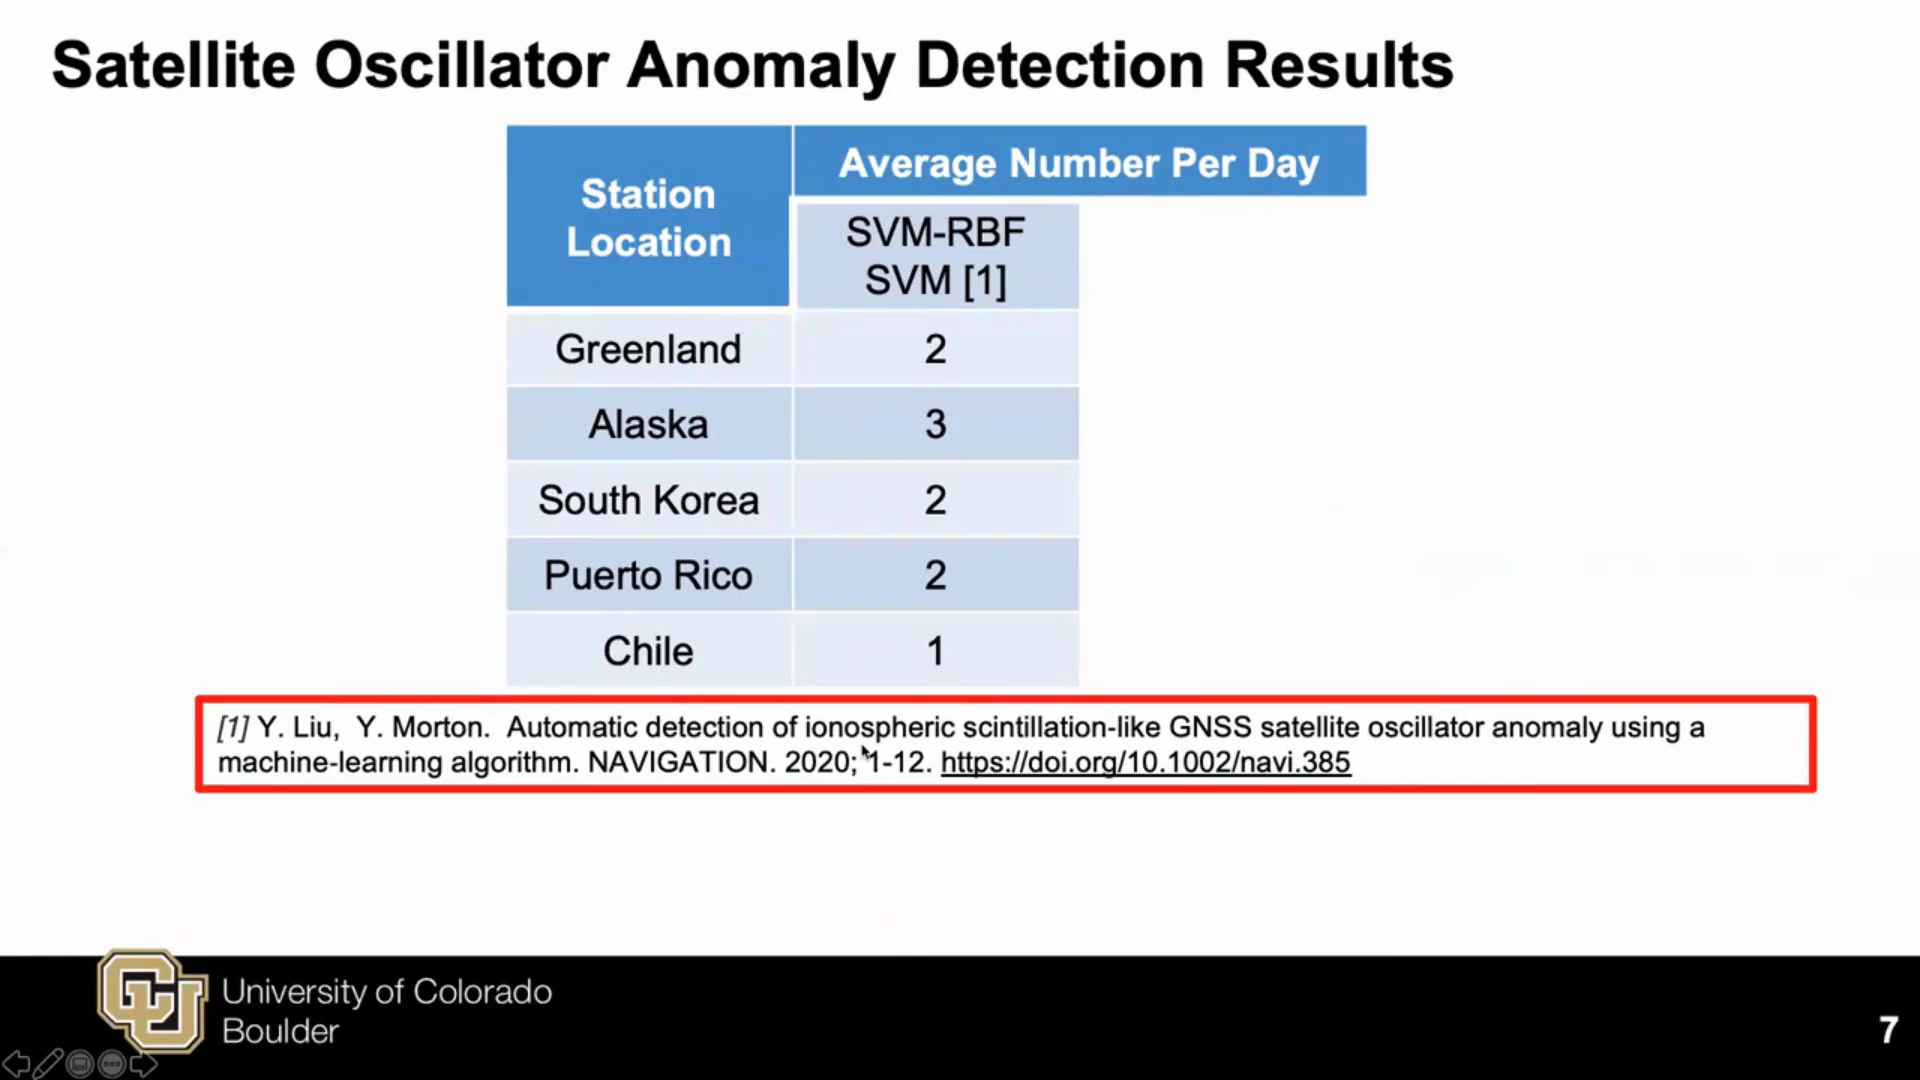 Satellite Oscillator Anomaly Detection Results
Station
Location
Average Number Per Day
SVM-RBF
SVM [1]
Greenland
2
Alaska
3
South Korea
2
Puerto Rico
2
Chile
1
[1] Y. Liu, Y. Morton. Automatic detection of ionospheric scintillation-like GNSS satellite oscillator anomaly using a
machine-learning algorithm. NAVIGATION. 2020; 1-12. https://doi.org/10.1002/navi.385
CU
University of Colorado
Boulder
7